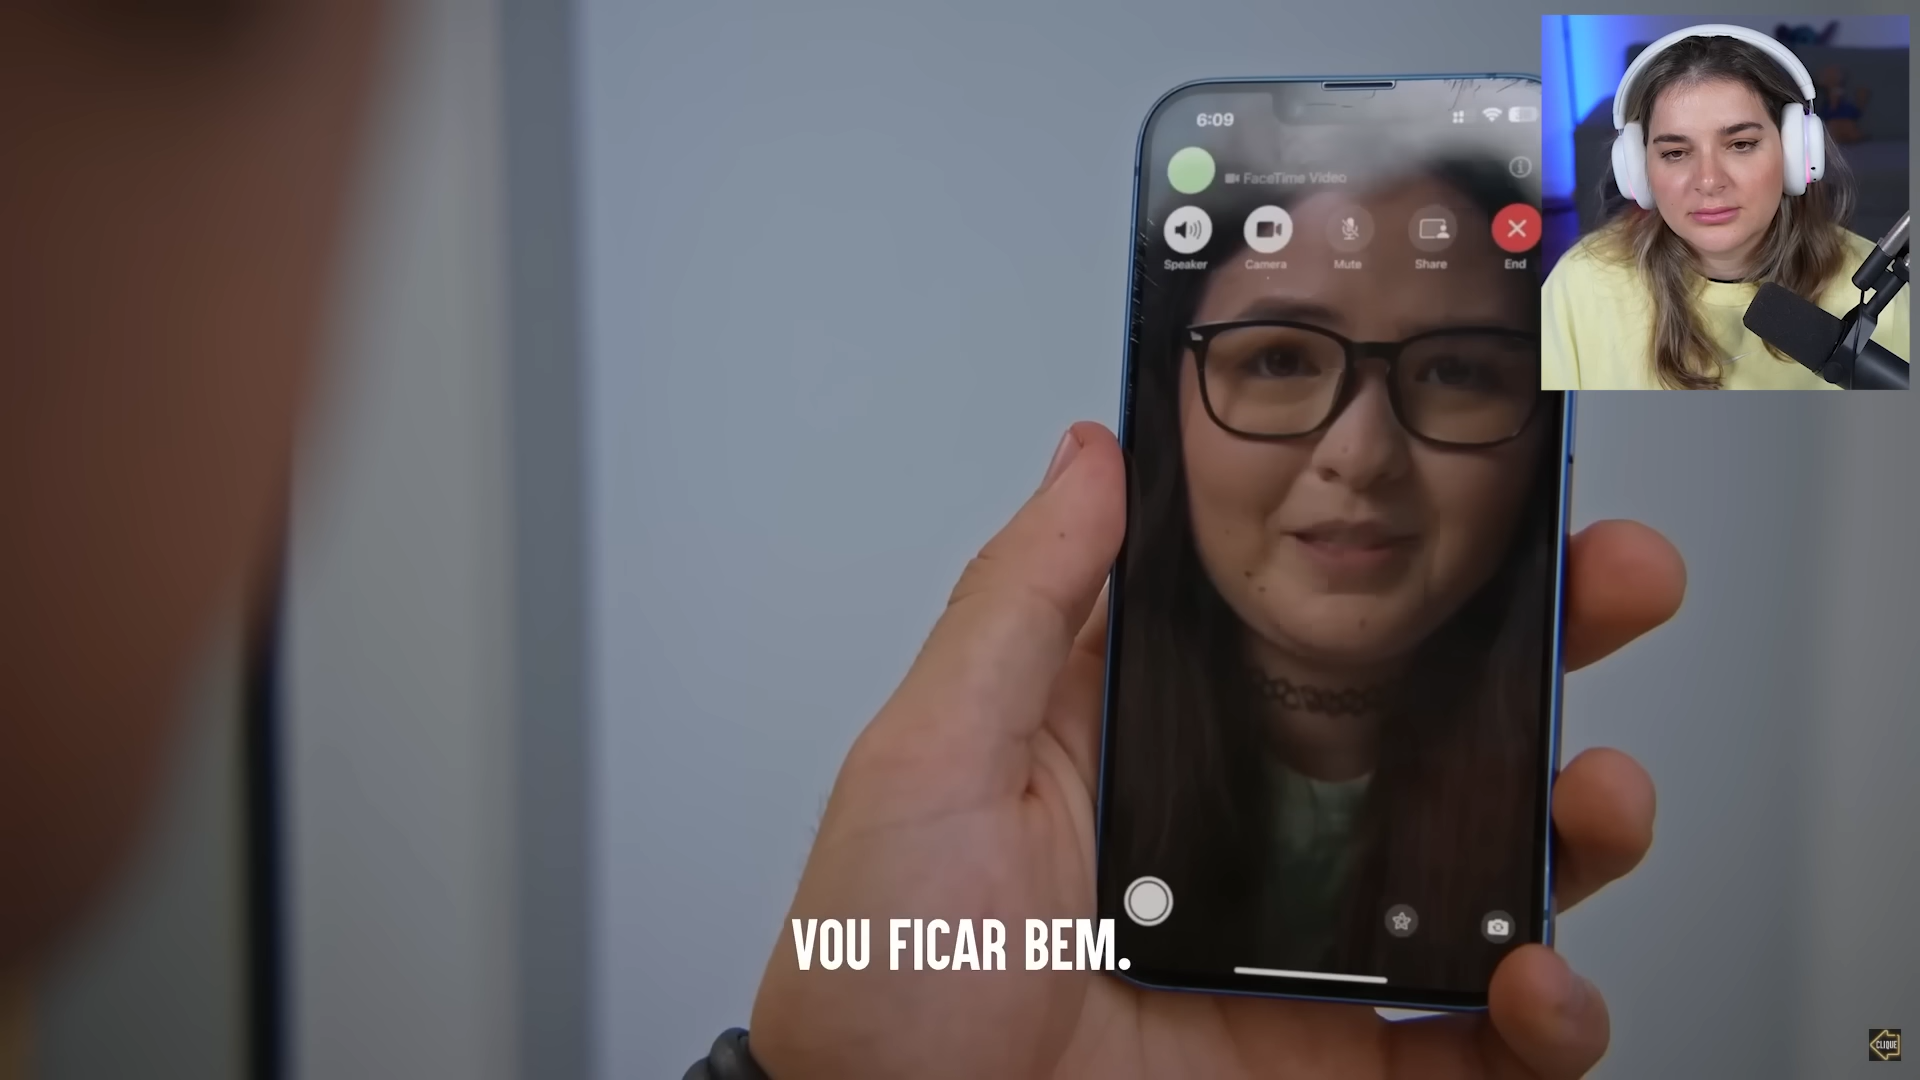 6:09
FaceTime Video
Speaker Camera Mute Share End
VOU FICAR BEM.
CLIQUE